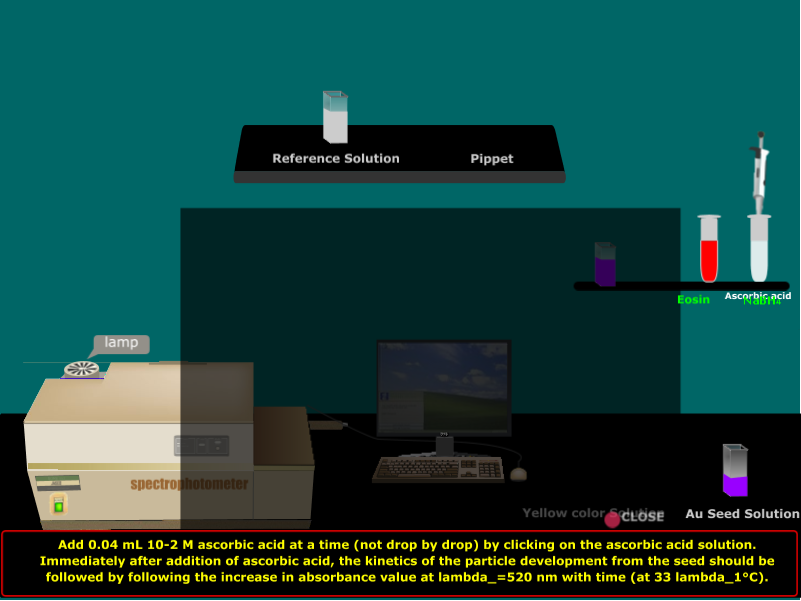 Reference Solution
Pippet
Eosin
Ascorbic acid
NaBH4
lamp
spectrophotometer
Yellow color Solution
CLOSE
Au Seed Solution
Add 0.04 mL 10-2 M ascorbic acid at a time (not drop by drop) by clicking on the ascorbic acid solution.
Immediately after addition of ascorbic acid, the kinetics of the particle development from the seed should be
followed by following the increase in absorbance value at lambda_=520 nm with time (at 33 lambda_1°C).